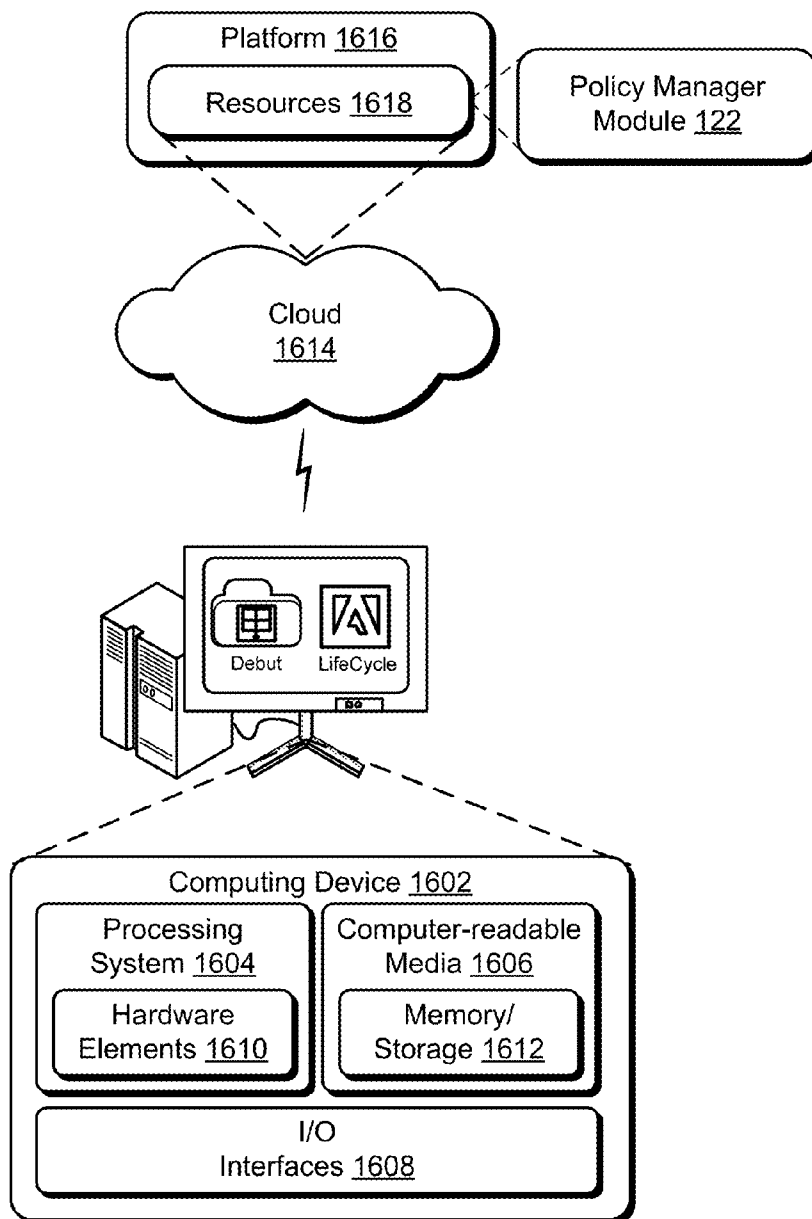 Platform 1616
Resources 1618
Policy Manager
Module 122
Cloud
1614
Debut
LifeCycle
Computing Device 1602
Processing
System 1604
Computer-readable
Media 1606
Hardware
Elements 1610
Memory/
Storage 1612
I/O
Interfaces 1608